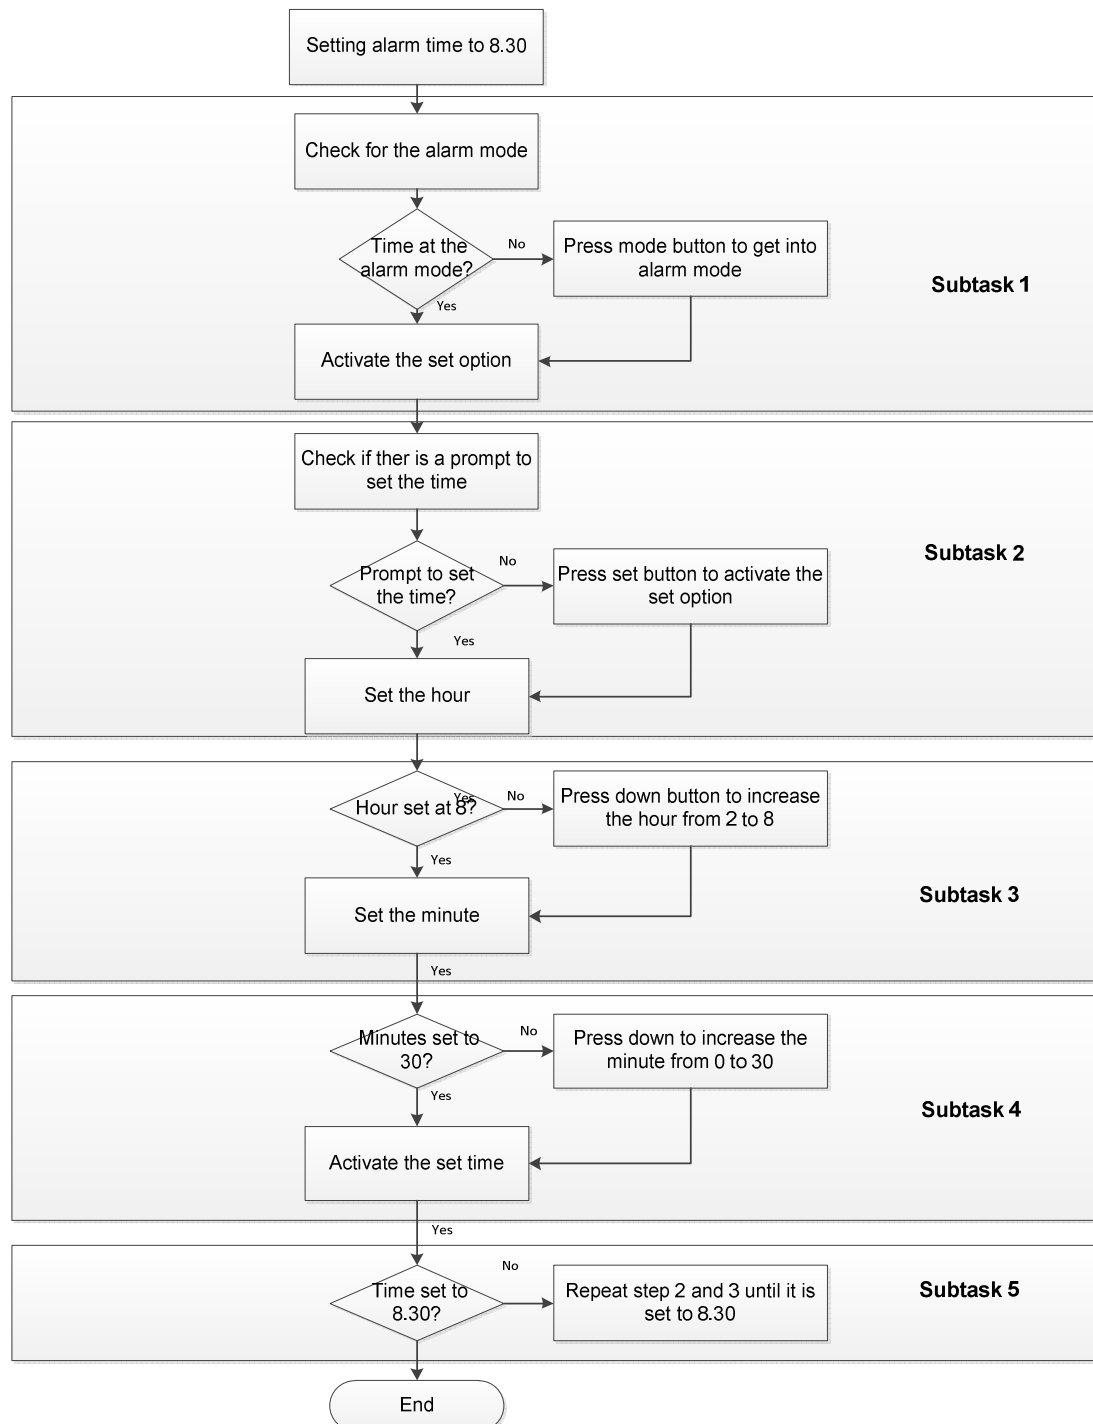 Setting alarm time to 8.30
Check for the alarm mode
Time at the
alarm mode?
No
Press mode button to get into
alarm mode
Subtask 1
Yes
Activate the set option
Check if ther is a prompt to
set the time
Subtask 2
Prompt to set
the time?
No
Press set button to activate the
set option
Yes
Set the hour
Hour set at 8?
Yes
No
Press down button to increase
the hour from 2 to 8
Yes
Set the minute
Subtask 3
Yes
Minutes set to
30?
No
Press down to increase the
minute from 0 to 30
Yes
Subtask 4
Activate the set time
Yes
Time set to
8.30?
No
Repeat step 2 and 3 until it is
set to 8.30
Subtask 5
End